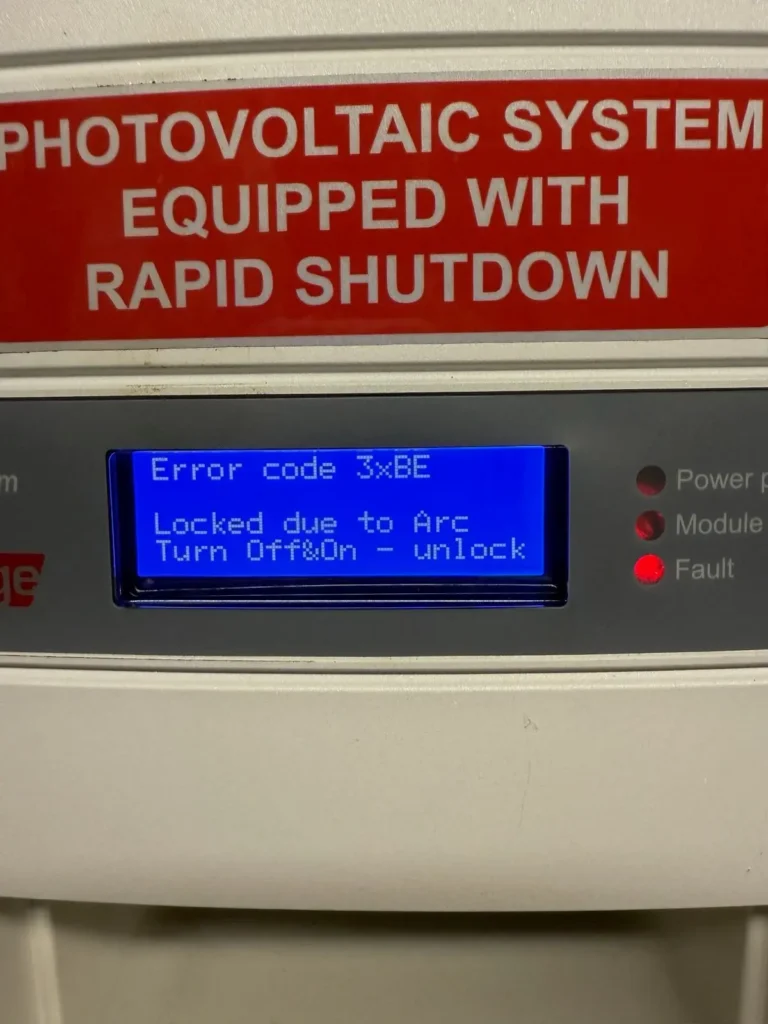 PHOTOVOLTAIC SYSTEM
EQUIPPED WITH
RAPID SHUTDOWN
Error code 3xBE
Locked due to Arc
Turn Off&On - unlock
Power
Module
Fault